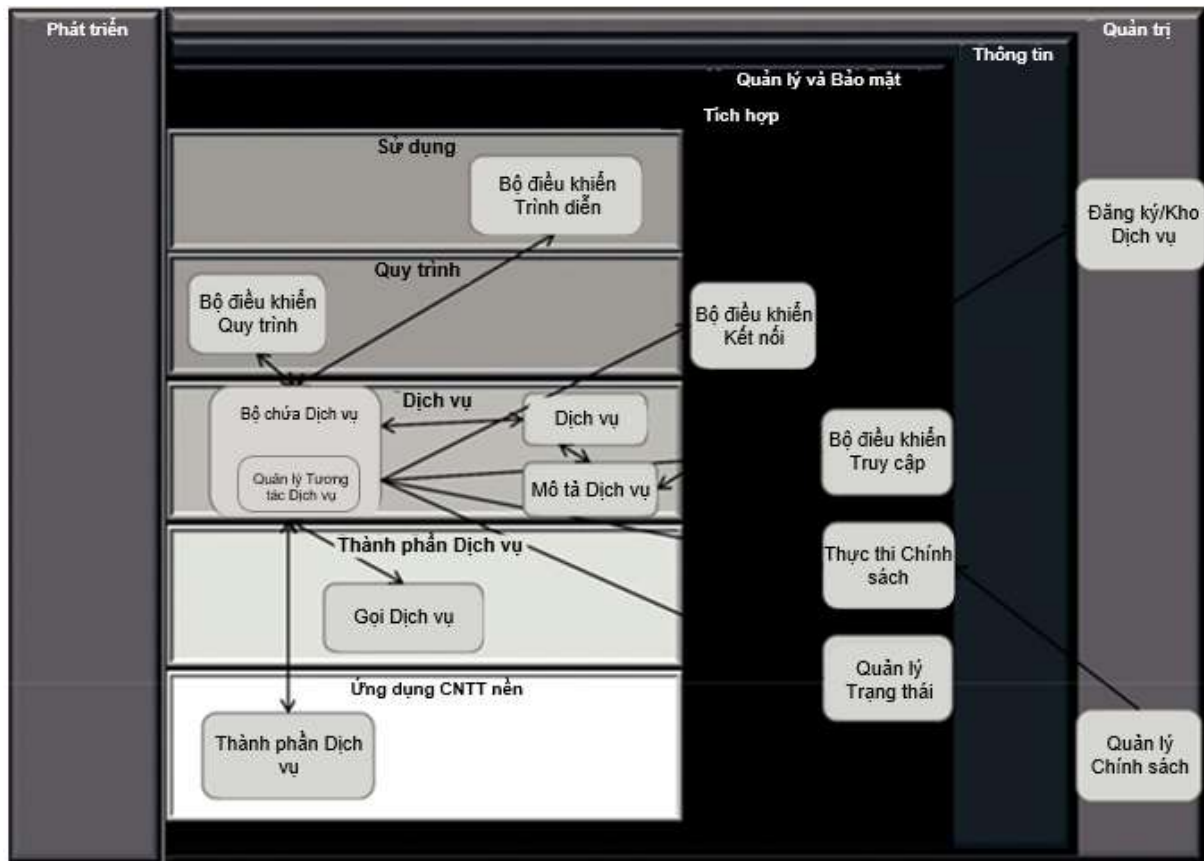 Phát triển
Quản trị
Thông tin
Quản lý và Bảo mật
Tích hợp
Sử dụng
Bộ điều khiển
Trình diễn
Đăng ký/Kho
Dịch vụ
Quy trình
Bộ điều khiển
Quy trình
Bộ điều khiển
Kết nối
Dịch vụ
Bộ chứa Dịch vụ
Dịch vụ
Bộ điều khiển
Truy cập
Quản lý Tương
tác Dịch vụ
Mô tả Dịch vụ
Thành phần Dịch vụ
Thực thi Chính
sách
Gọi Dịch vụ
Quản lý
Trạng thái
Ứng dụng CNTT nền
Thành phần Dịch
vụ
Quản lý
Chính sách